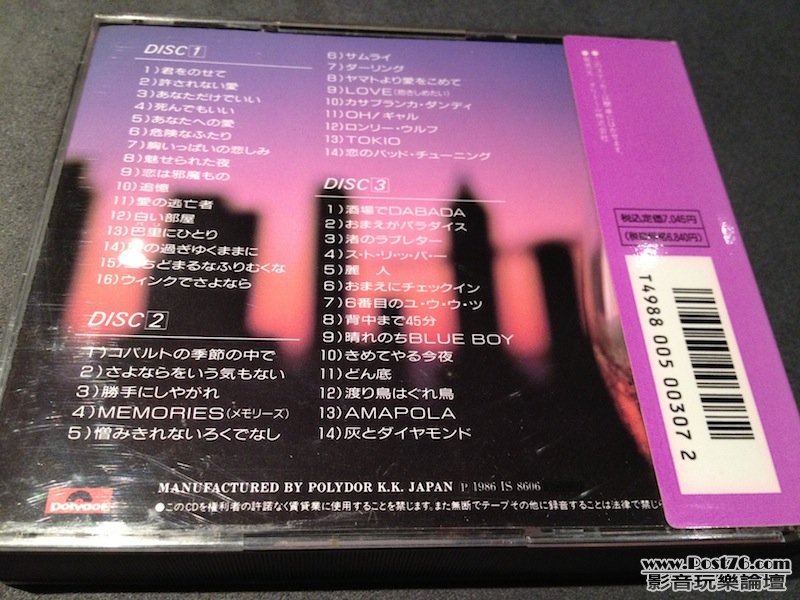 DISC 1
1)君をのせて
2)許されない愛
3)あなただけでいい
4)死んでもいい
5)あなたへの愛
6)危険なふたり
7)胸いっぱいの悲しみ
8)魅せられた夜
9)恋は邪魔もの
10)追憶
11)愛の逃亡者
12)白い部屋
13)巴里にひとり
14)の過ぎゆくままに
15)ちどまるなふりむくな
16)ウィンクでさよなら
DISC 2
1)コバルトの季節の中で
2)さよならをいう気もない
3)勝手にしやがれ
4)MEMORIES(メモリーズ)
5)憎みきれないろくでなし
6)サムライ
7)ダーリング
8)ヤマトより愛をこめて
9)LOVE(抱きしめたい)
10)カサブランカ・ダンディ
11)OH!ギャル
12)ロンリー・ウルフ
13)TOKIO
14)恋のバッド・チューニング
DISC 3
1)酒場でDABADA
2)おまえがパラダイス
3)渚のラブレター
4)ス・ト・リ・ッ・パ・ー
5)麗人
6)おまえにチェックイン
7)6番目のユ・ウ・ウ・ツ
8)背中まで45分
9)晴れのちBLUE BOY
10)きめてやる今夜
11)どん底
12)渡り鳥はぐれ鳥
13)AMAPOLA
14)灰とダイヤモンド
MANUFACTURED BY POLYDOR K.K. JAPAN Ⓟ 1986 IS 8606
●このCDを権利者の許諾なく賃貸業に使用することを禁じます。また無断でテープその他に録音することは法律で禁じ
polydor
税込定価7,045円
(税抜価格6,840円)
T4988 005 00307 2
www.Post76.com
影音玩樂論壇